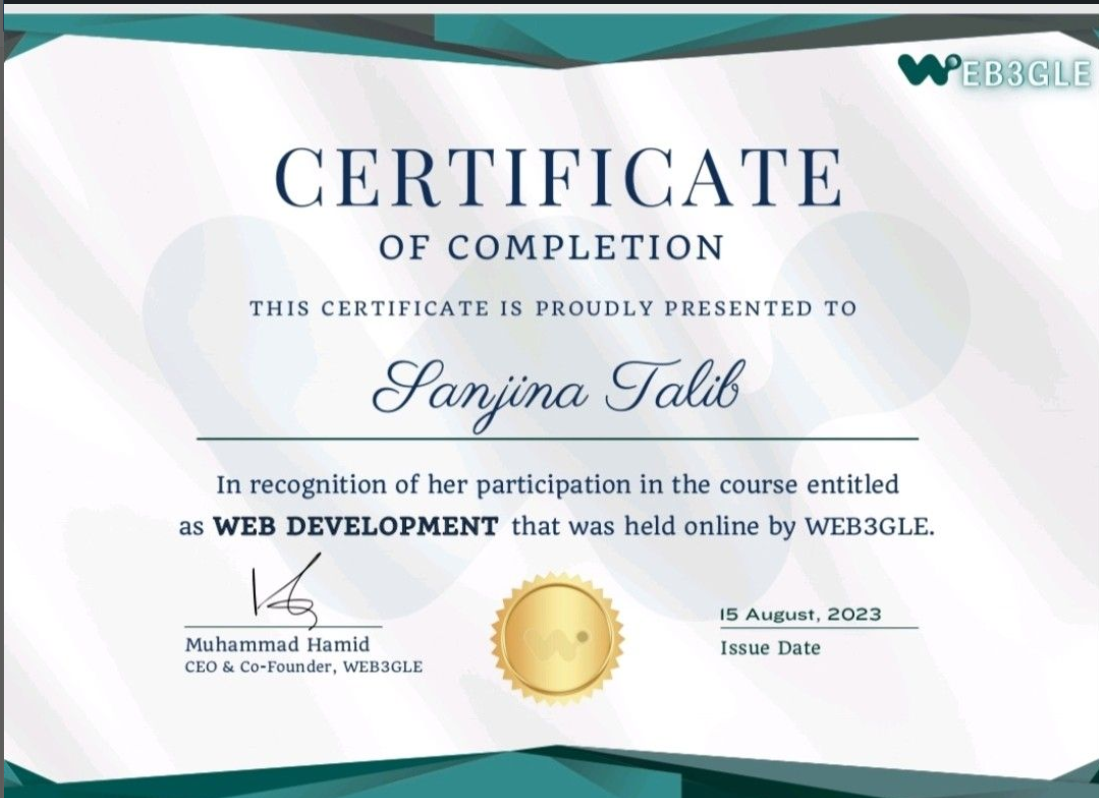 WEB3GLE
CERTIFICATE
OF COMPLETION
THIS CERTIFICATE IS PROUDLY PRESENTED TO
Sanjina Talib
In recognition of her participation in the course entitled
as WEB DEVELOPMENT that was held online by WEB3GLE.
Muhammad Hamid
CEO & Co-Founder, WEB3GLE
15 August, 2023
Issue Date